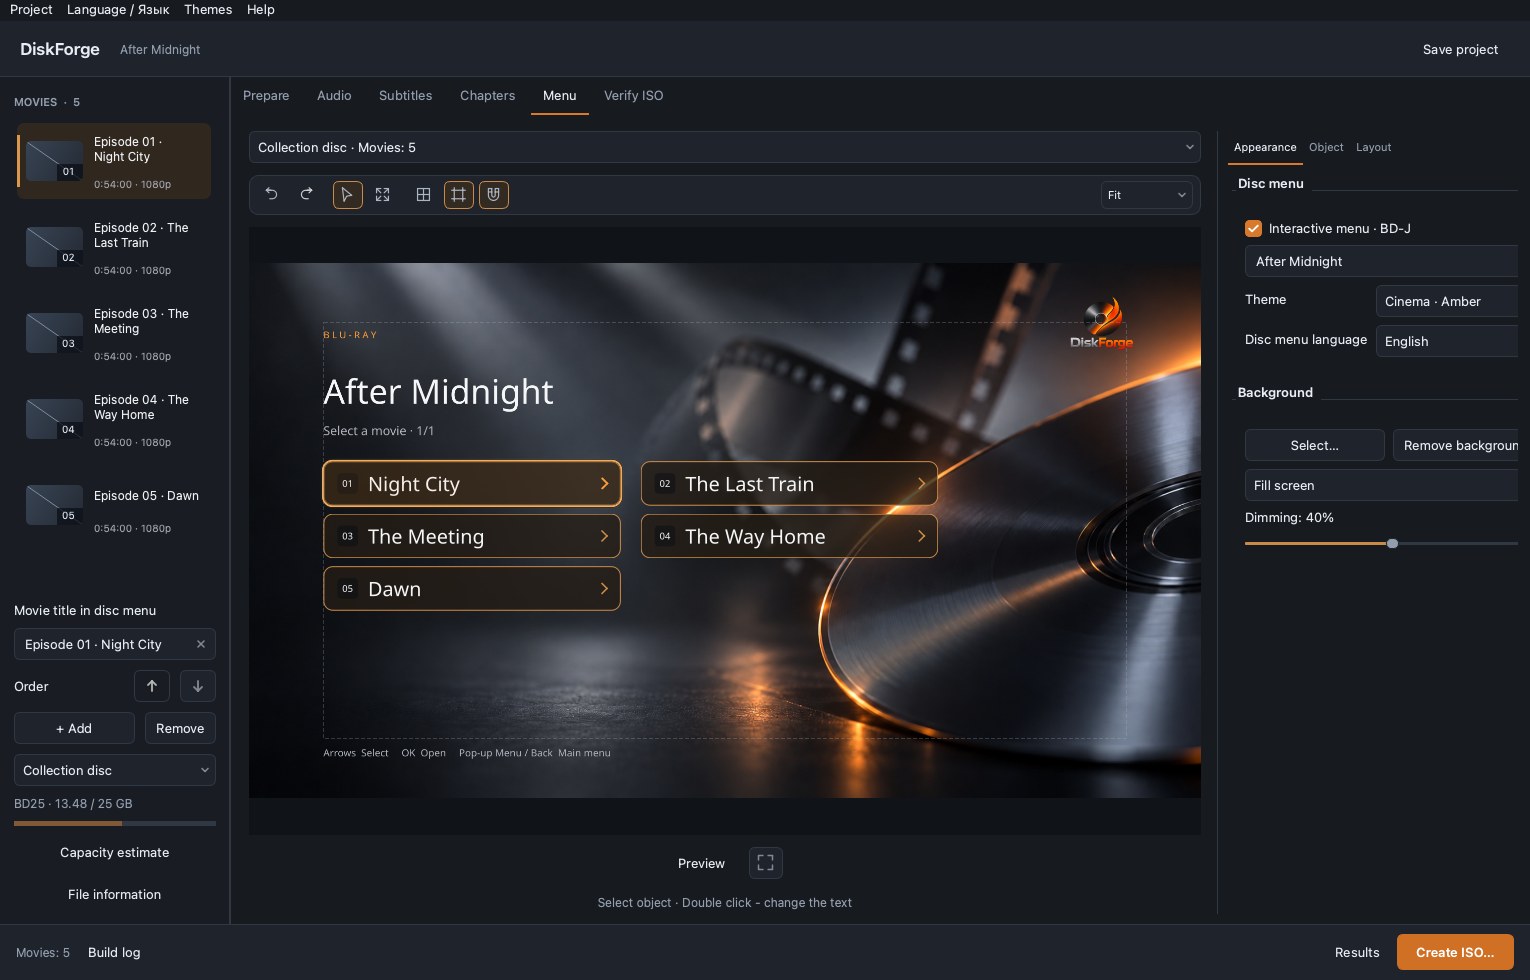 Project Language / Язык Themes Help
DiskForge After Midnight Save project
MOVIES · 5
Episode 01 ·
Night City
01
0:54:00 · 1080p
Episode 02 · The
Last Train
02
0:54:00 · 1080p
Episode 03 · The
Meeting
03
0:54:00 · 1080p
Episode 04 · The
Way Home
04
0:54:00 · 1080p
Episode 05 · Dawn
05
0:54:00 · 1080p
Movie title in disc menu
Episode 01 · Night City
Order
+ Add Remove
Collection disc
BD25 · 13.48 / 25 GB
Capacity estimate
File information
Prepare Audio Subtitles Chapters Menu Verify ISO
Collection disc · Movies: 5
Fit
BLU-RAY
DiskForge
After Midnight
Select a movie · 1/1
01 Night City
02 The Last Train
03 The Meeting
04 The Way Home
05 Dawn
Arrows Select OK Open Pop-up Menu / Back Main menu
Preview
Select object · Double click - change the text
Appearance Object Layout
Disc menu
Interactive menu · BD-J
After Midnight
Theme Cinema · Amber
Disc menu language English
Background
Select... Remove backgroun
Fill screen
Dimming: 40%
Movies: 5 Build log Results Create ISO...